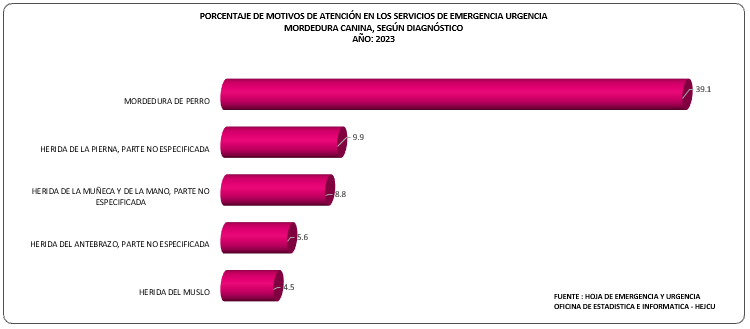 PORCENTAJE DE MOTIVOS DE ATENCIÓN EN LOS SERVICIOS DE EMERGENCIA URGENCIA
MORDEDURA CANINA, SEGÚN DIAGNÓSTICO
AÑO: 2023
MORDEDURA DE PERRO
39.1
HERIDA DE LA PIERNA, PARTE NO ESPECIFICADA
9.9
HERIDA DE LA MUÑECA Y DE LA MANO, PARTE NO
ESPECIFICADA
8.8
HERIDA DEL ANTEBRAZO, PARTE NO ESPECIFICADA
5.6
HERIDA DEL MUSLO
4.5
FUENTE : HOJA DE EMERGENCIA Y URGENCIA
OFICINA DE ESTADISTICA E INFORMATICA - HEJCU